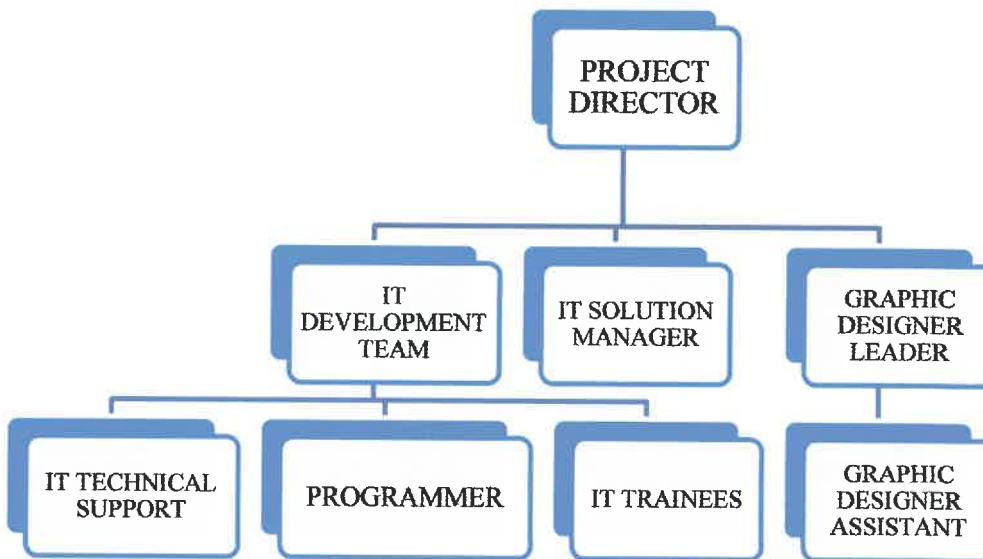 PROJECT
DIRECTOR
IT
DEVELOPMENT
TEAM
IT SOLUTION
MANAGER
GRAPHIC
DESIGNER
LEADER
IT TECHNICAL
SUPPORT
PROGRAMMER
IT TRAINEES
GRAPHIC
DESIGNER
ASSISTANT